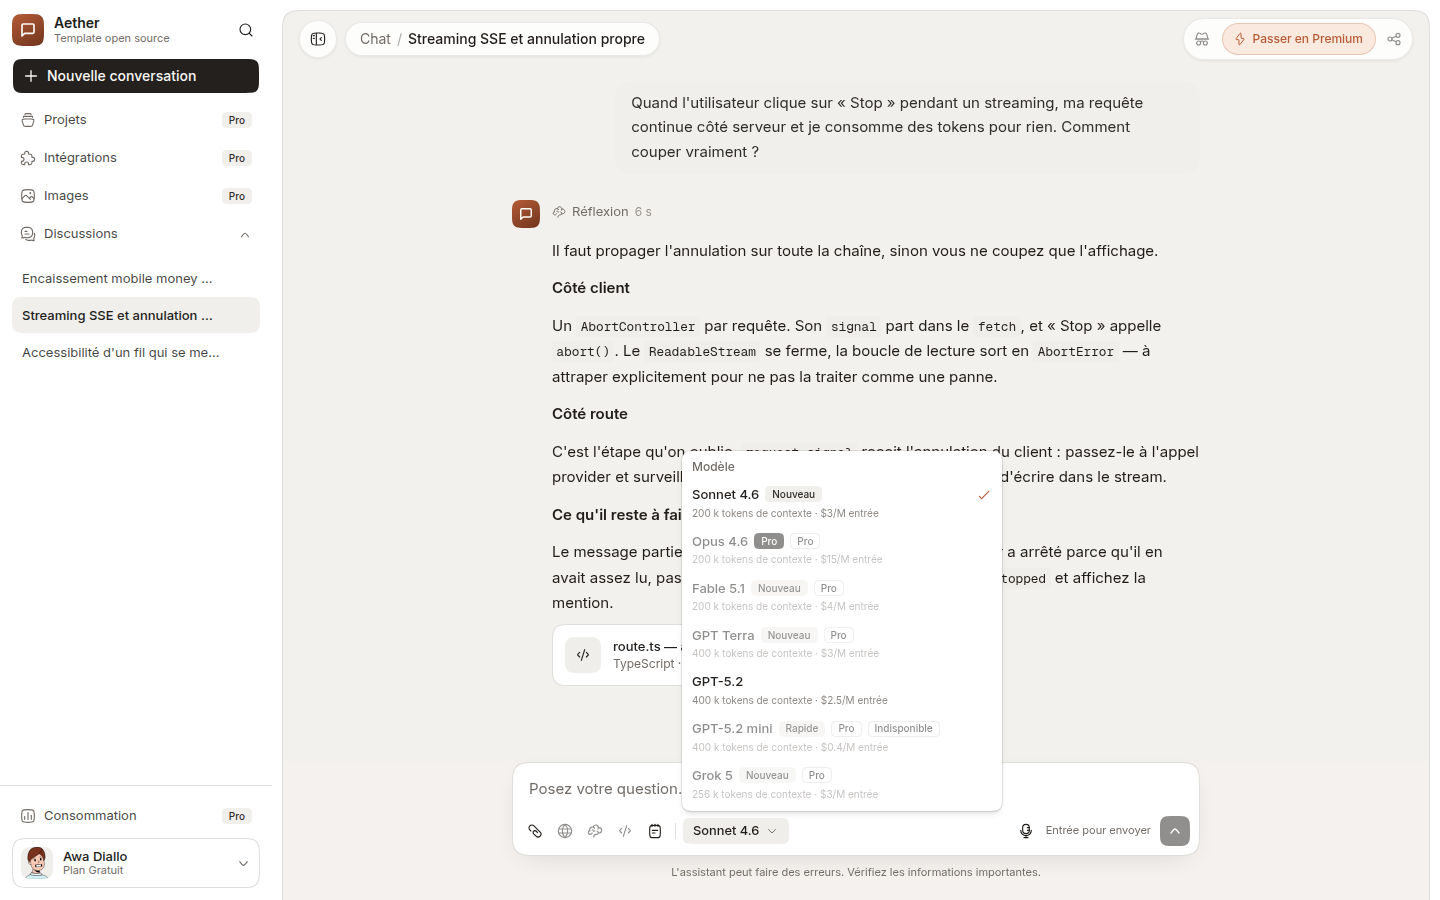 Aether
Template open source
Nouvelle conversation
Projets Pro
Intégrations Pro
Images Pro
Discussions
Encaissement mobile money ...
Streaming SSE et annulation ...
Accessibilité d'un fil qui se me...
Consommation Pro
Awa Diallo
Plan Gratuit
Chat / Streaming SSE et annulation propre
Passer en Premium
Quand l'utilisateur clique sur « Stop » pendant un streaming, ma requête
continue côté serveur et je consomme des tokens pour rien. Comment
couper vraiment ?
Réflexion 6 s
Il faut propager l'annulation sur toute la chaîne, sinon vous ne coupez que l'affichage.
Côté client
Un AbortController par requête. Son signal part dans le fetch, et « Stop » appelle
abort(). Le ReadableStream se ferme, la boucle de lecture sort en AbortError — à
attraper explicitement pour ne pas la traiter comme une panne.
Côté route
C'est l'étape qu'on oublie. request.signal reçoit l'annulation du client : passez-le à l'appel
provider et surveill d'écrire dans le stream.
Ce qu'il reste à fai
Le message partie r a arrêté parce qu'il en
avait assez lu, pas topped et affichez la
mention.
route.ts —
TypeScript ·
Modèle
Sonnet 4.6 Nouveau
200 k tokens de contexte · $3/M entrée
Opus 4.6 Pro Pro
200 k tokens de contexte · $15/M entrée
Fable 5.1 Nouveau Pro
200 k tokens de contexte · $4/M entrée
GPT Terra Nouveau Pro
400 k tokens de contexte · $3/M entrée
GPT-5.2
400 k tokens de contexte · $2.5/M entrée
GPT-5.2 mini Rapide Pro Indisponible
400 k tokens de contexte · $0.4/M entrée
Grok 5 Nouveau Pro
256 k tokens de contexte · $3/M entrée
Posez votre question.
Sonnet 4.6
Entrée pour envoyer
L'assistant peut faire des erreurs. Vérifiez les informations importantes.